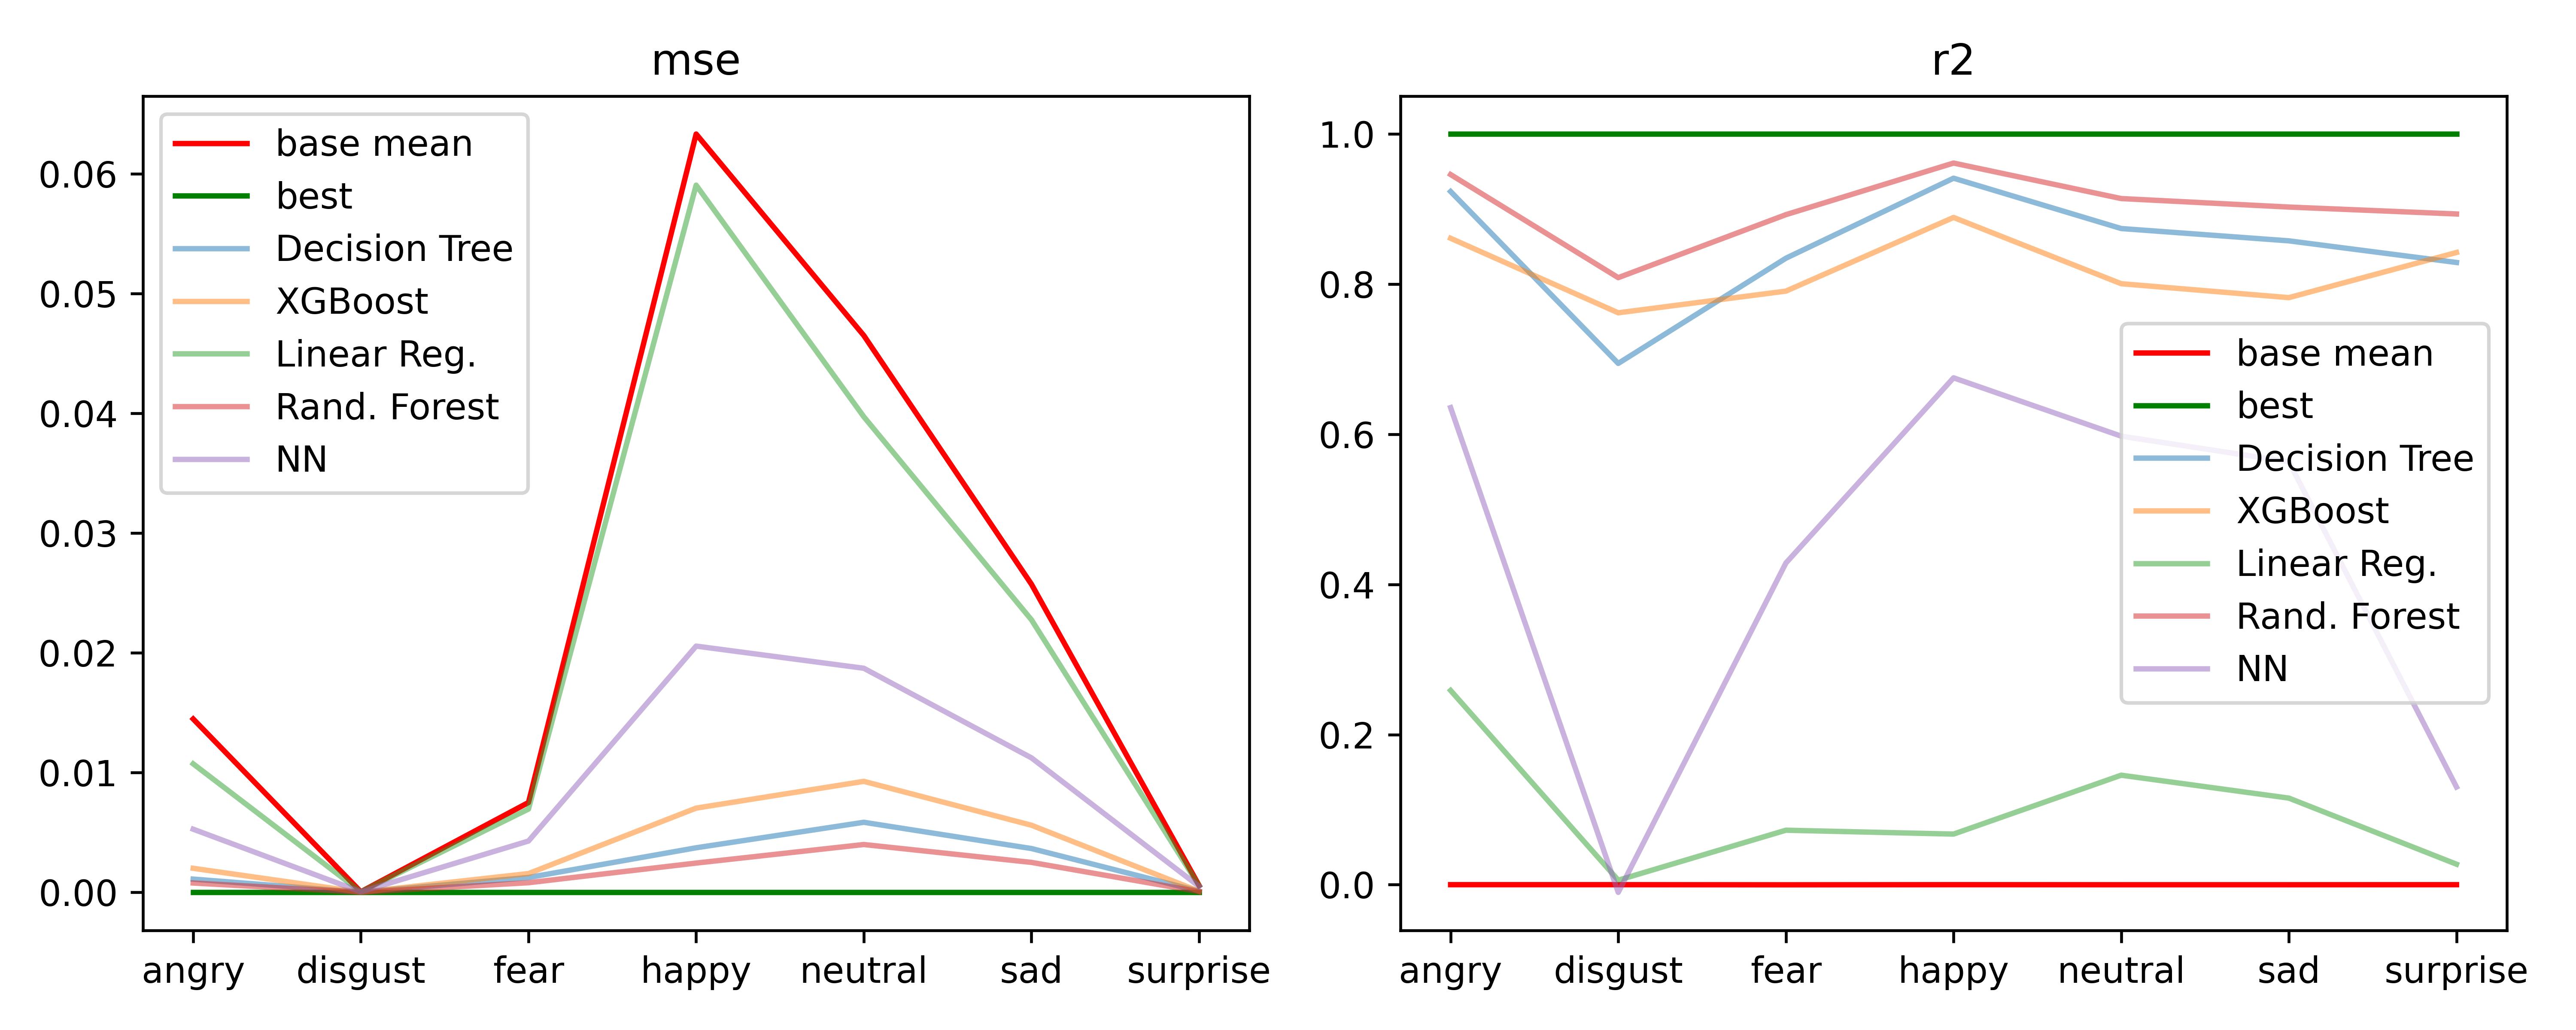 mse
0.06
0.05
0.04
0.03
0.02
0.01
0.00
base mean
best
Decision Tree
XGBoost
Linear Reg.
Rand. Forest
NN
angry disgust fear happy neutral sad surprise
r2
1.0
0.8
0.6
0.4
0.2
0.0
base mean
best
Decision Tree
XGBoost
Linear Reg.
Rand. Forest
NN
angry disgust fear happy neutral sad surprise